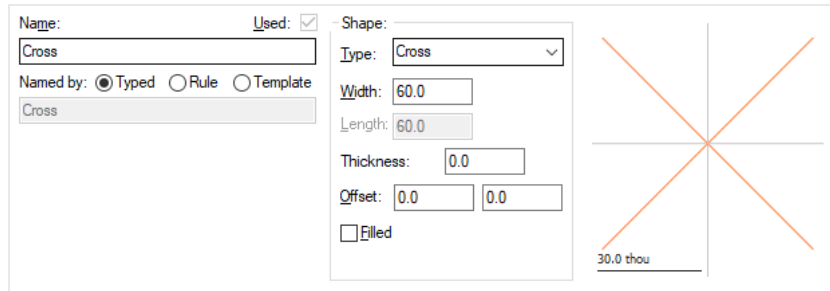 Name: Used:
Cross
Named by: Typed Rule Template
Cross
Shape:
Type: Cross
Width: 60.0
Length: 60.0
Thickness: 0.0
Offset: 0.0 0.0
Filled
30.0 thou